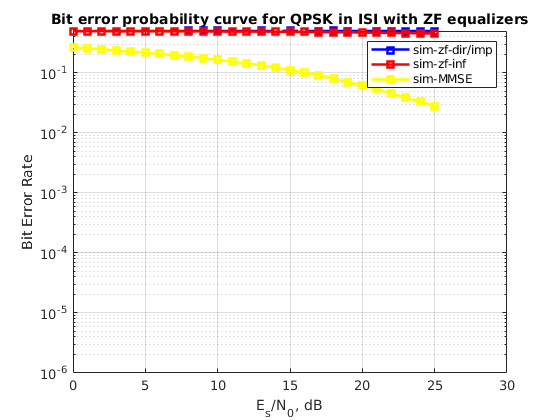 Bit error probability curve for QPSK in ISI with ZF equalizers
sim-zf-dir/imp
sim-zf-inf
sim-MMSE
10^-1
10^-2
10^-3
10^-4
10^-5
10^-6
Bit Error Rate
0 5 10 15 20 25 30
E_s/N_0, dB